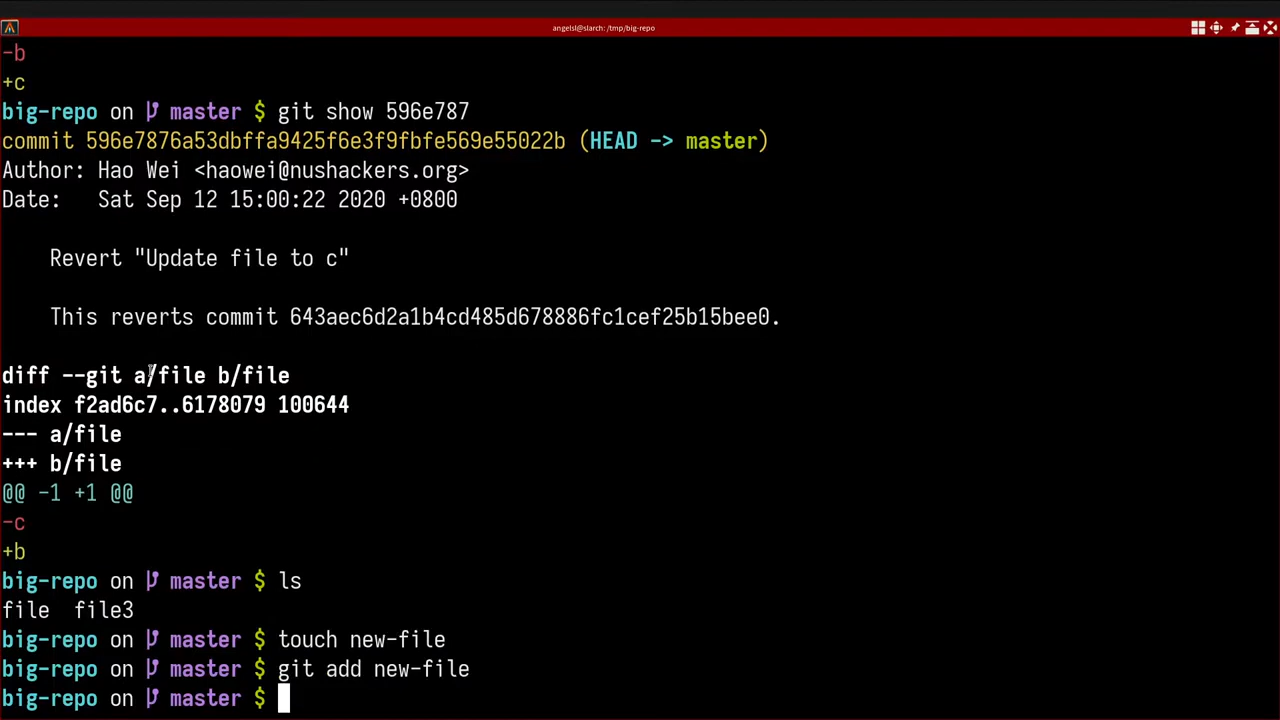 angelsl@slarch: /tmp/big-repo
-b
+c
big-repo on master $ git show 596e787
commit 596e7876a53dbffa9425f6e3f9fbfe569e55022b (HEAD -> master)
Author: Hao Wei <haowei@nushackers.org>
Date:   Sat Sep 12 15:00:22 2020 +0800
Revert "Update file to c"
This reverts commit 643aec6d2a1b4cd485d678886fc1cef25b15bee0.
diff --git a/file b/file
index f2ad6c7..6178079 100644
--- a/file
+++ b/file
@@ -1 +1 @@
-c
+b
big-repo on master $ ls
file  file3
big-repo on master $ touch new-file
big-repo on master $ git add new-file
big-repo on master $